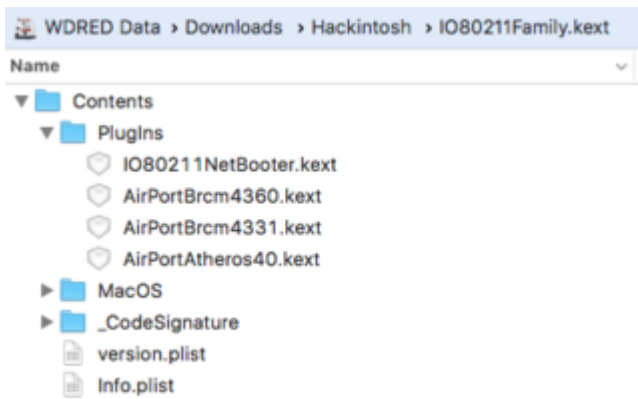 WDRED Data › Downloads › Hackintosh › IO80211Family.kext
Name
Contents
PlugIns
IO80211NetBooter.kext
AirPortBrcm4360.kext
AirPortBrcm4331.kext
AirPortAtheros40.kext
MacOS
_CodeSignature
version.plist
Info.plist